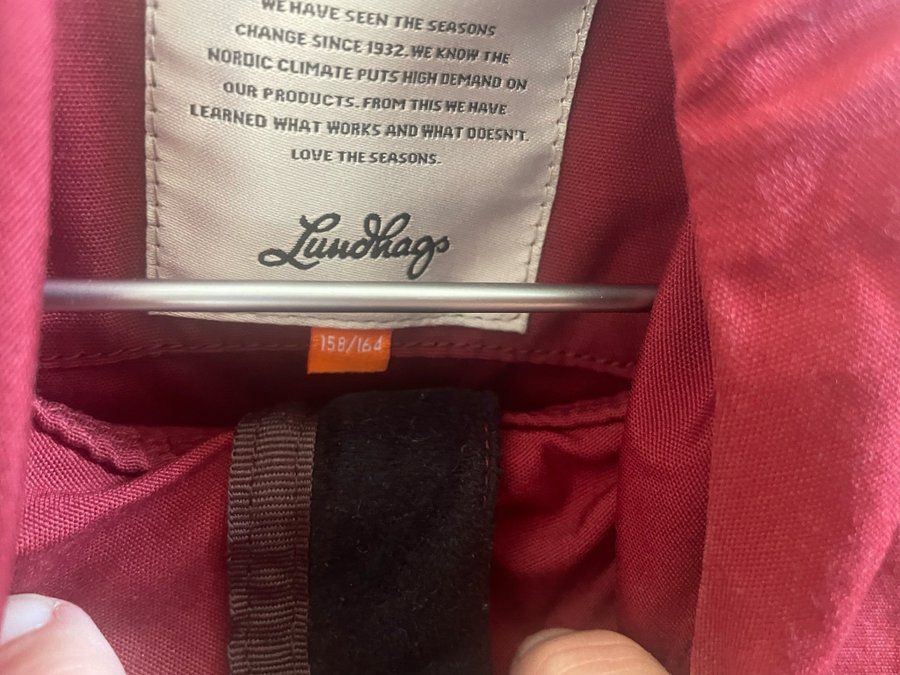 WE HAVE SEEN THE SEASONS
CHANGE SINCE 1932. WE KNOW THE
NORDIC CLIMATE PUTS HIGH DEMAND ON
OUR PRODUCTS. FROM THIS WE HAVE
LEARNED WHAT WORKS AND WHAT DOESN'T.
LOVE THE SEASONS.
Lundhags
158/164